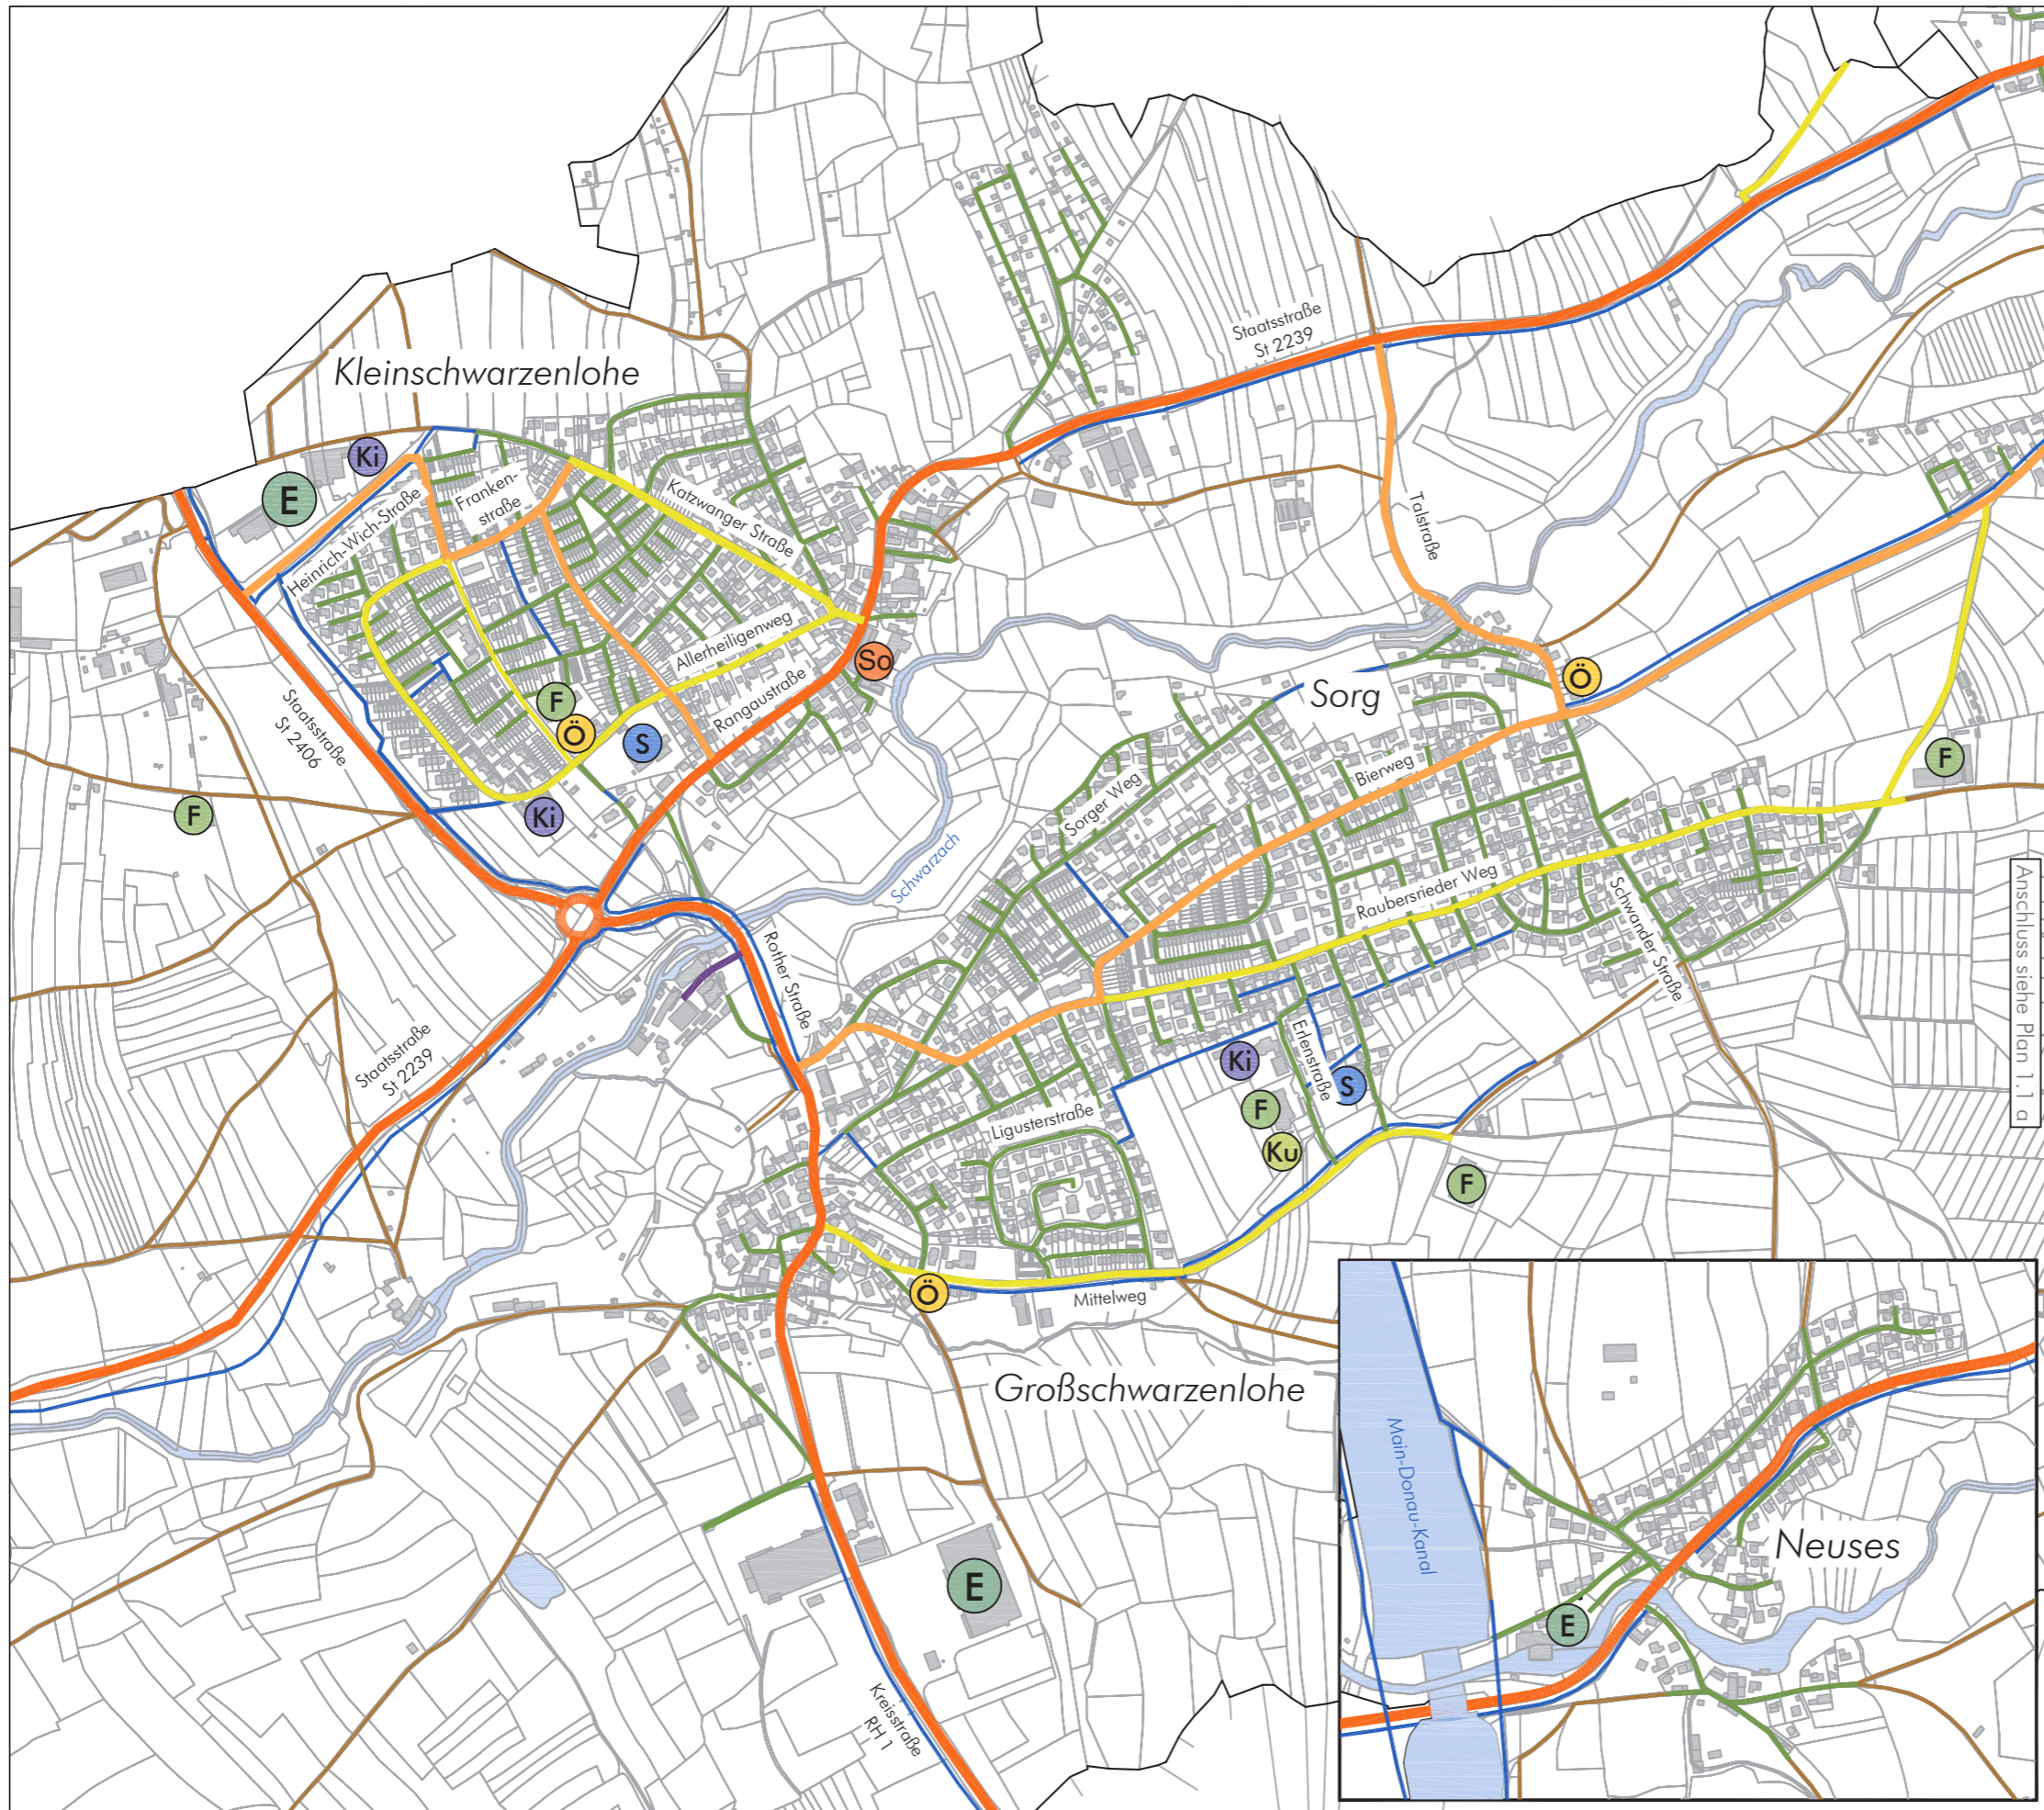 Staatsstraße
St 2239
Kleinschwarzenlohe
Ki
E
Heinrich-Wich-Straße
Franken-
straße
Katzwanger Straße
Talstraße
Allerheiligenweg
Rangaustraße
So
Ö
Sorg
F
Ö
S
Staatsstraße
St 2406
F
Ki
Schwarzach
Sorger Weg
Bierweg
F
Raubersrieder Weg
Schwander Straße
Anschluss siehe Plan 1.1 a
Rother Straße
Staatsstraße
St 2239
Ki
Erlenstraße
S
F
Ku
Ligusterstraße
F
Ö
Mittelweg
Großschwarzenlohe
Main-Donau-Kanal
Neuses
E
E
Kreisstraße
RH 1